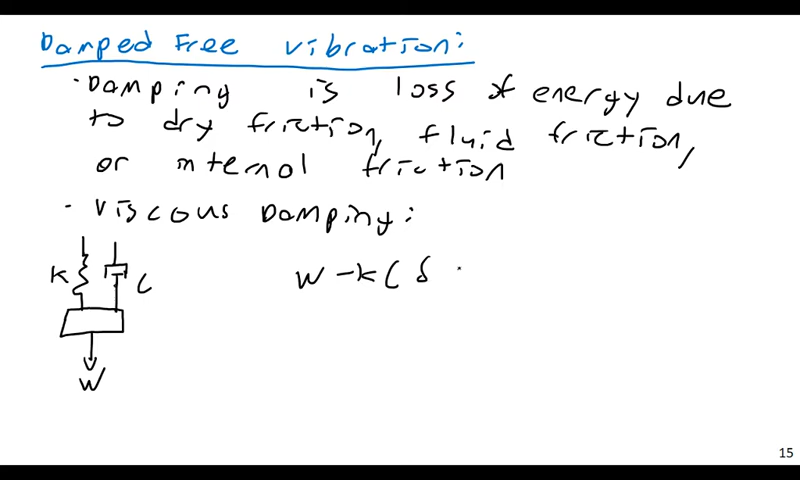 Damped Free Vibration:
· Damping is loss of energy due
to dry friction, fluid friction,
or internal friction
· Viscous Damping:
K C
W - k ( δ
W
15